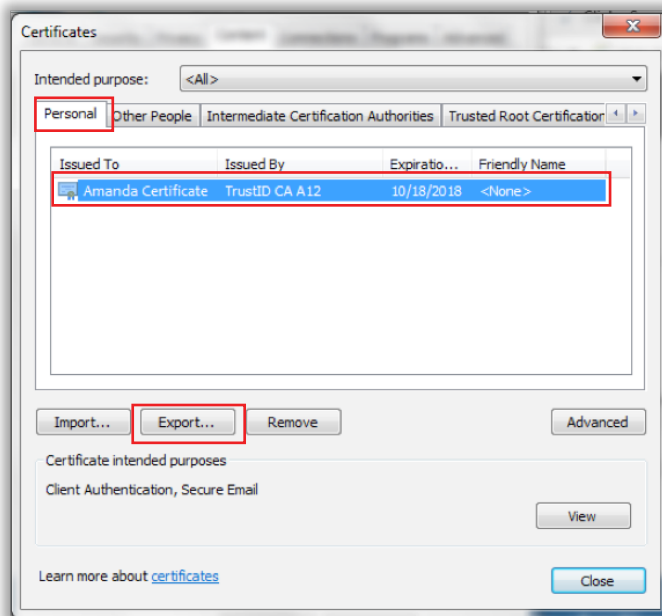 Certificates
Content
Intended purpose: <All>
Personal Other People Intermediate Certification Authorities Trusted Root Certification
Issued To Issued By Expiratio... Friendly Name
Amanda Certificate TrustID CA A12 10/18/2018 <None>
Import... Export... Remove Advanced
Certificate intended purposes
Client Authentication, Secure Email
View
Learn more about certificates
Close